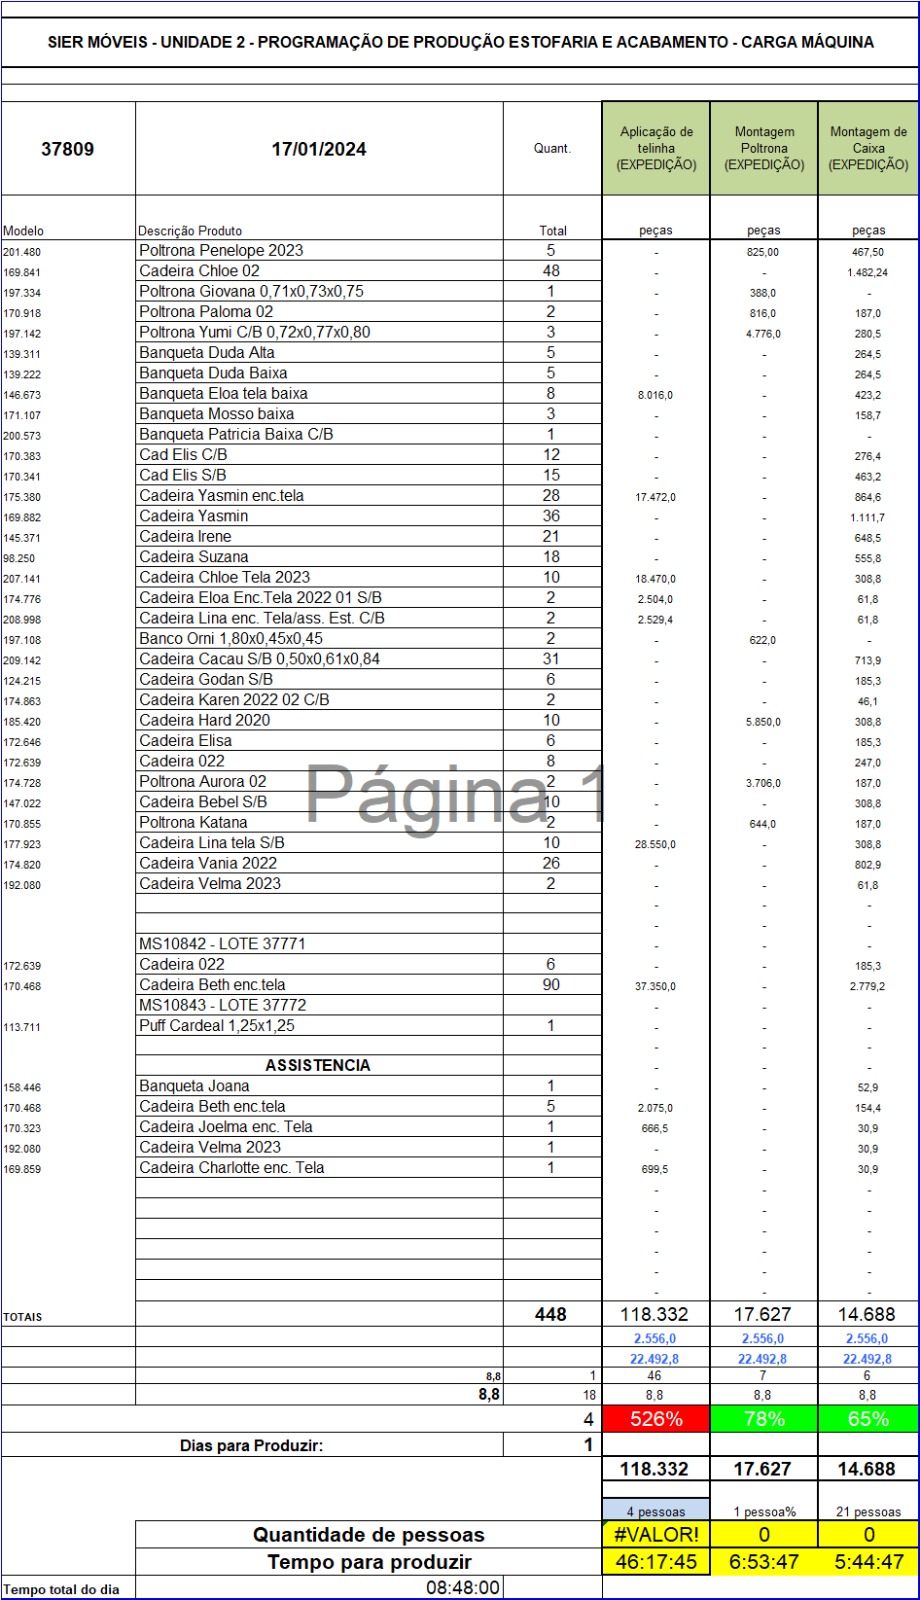 SIER MÓVEIS - UNIDADE 2 - PROGRAMAÇÃO DE PRODUÇÃO ESTOFARIA E ACABAMENTO - CARGA MÁQUINA
37809 17/01/2024 Quant. Aplicação de telinha (EXPEDIÇÃO) Montagem Poltrona (EXPEDIÇÃO) Montagem de Caixa (EXPEDIÇÃO)
Modelo Descrição Produto Total peças peças peças
201.480 Poltrona Penelope 2023 5 - 825,00 467,50
169.841 Cadeira Chloe 02 48 - - 1.482,24
197.334 Poltrona Giovana 0,71x0,73x0,75 1 - 388,0 -
170.918 Poltrona Paloma 02 2 - 816,0 187,0
197.142 Poltrona Yumi C/B 0,72x0,77x0,80 3 - 4.776,0 280,5
139.311 Banqueta Duda Alta 5 - - 264,5
139.222 Banqueta Duda Baixa 5 - - 264,5
146.673 Banqueta Eloa tela baixa 8 8.016,0 - 423,2
171.107 Banqueta Mosso baixa 3 - - 158,7
200.573 Banqueta Patricia Baixa C/B 1 - - -
170.383 Cad Elis C/B 12 - - 276,4
170.341 Cad Elis S/B 15 - - 463,2
175.380 Cadeira Yasmin enc.tela 28 17.472,0 - 864,6
169.882 Cadeira Yasmin 36 - - 1.111,7
145.371 Cadeira Irene 21 - - 648,5
98.250 Cadeira Suzana 18 - - 555,8
207.141 Cadeira Chloe Tela 2023 10 18.470,0 - 308,8
174.776 Cadeira Eloa Enc.Tela 2022 01 S/B 2 2.504,0 - 61,8
208.998 Cadeira Lina enc. Tela/ass. Est. C/B 2 2.529,4 - 61,8
197.108 Banco Orni 1,80x0,45x0,45 2 - 622,0 -
209.142 Cadeira Cacau S/B 0,50x0,61x0,84 31 - - 713,9
124.215 Cadeira Godan S/B 6 - - 185,3
174.863 Cadeira Karen 2022 02 C/B 2 - - 46,1
185.420 Cadeira Hard 2020 10 - 5.850,0 308,8
172.646 Cadeira Elisa 6 - - 185,3
172.639 Cadeira 022 8 - - 247,0
174.728 Poltrona Aurora 02 2 - 3.706,0 187,0
Página 1
147.022 Cadeira Bebel S/B 10 - - 308,8
170.855 Poltrona Katana 2 - 644,0 187,0
177.923 Cadeira Lina tela S/B 10 28.550,0 - 308,8
174.820 Cadeira Vania 2022 26 - - 802,9
192.080 Cadeira Velma 2023 2 - - 61,8
- - -
- - -
MS10842 - LOTE 37771 - - -
172.639 Cadeira 022 6 - - 185,3
170.468 Cadeira Beth enc.tela 90 37.350,0 - 2.779,2
MS10843 - LOTE 37772 - - -
113.711 Puff Cardeal 1,25x1,25 1 - - -
- - -
ASSISTENCIA - - -
158.446 Banqueta Joana 1 - - 52,9
170.468 Cadeira Beth enc.tela 5 2.075,0 - 154,4
170.323 Cadeira Joelma enc. Tela 1 666,5 - 30,9
192.080 Cadeira Velma 2023 1 - - 30,9
169.859 Cadeira Charlotte enc. Tela 1 699,5 - 30,9
- - -
- - -
- - -
- - -
- - -
- - -
TOTAIS 448 118.332 17.627 14.688
2.556,0 2.556,0 2.556,0
22.492,8 22.492,8 22.492,8
8,8 1 46 7 6
8,8 18 8,8 8,8 8,8
4 526% 78% 65%
Dias para Produzir: 1
118.332 17.627 14.688
4 pessoas 1 pessoa% 21 pessoas
Quantidade de pessoas #VALOR! 0 0
Tempo para produzir 46:17:45 6:53:47 5:44:47
Tempo total do dia 08:48:00